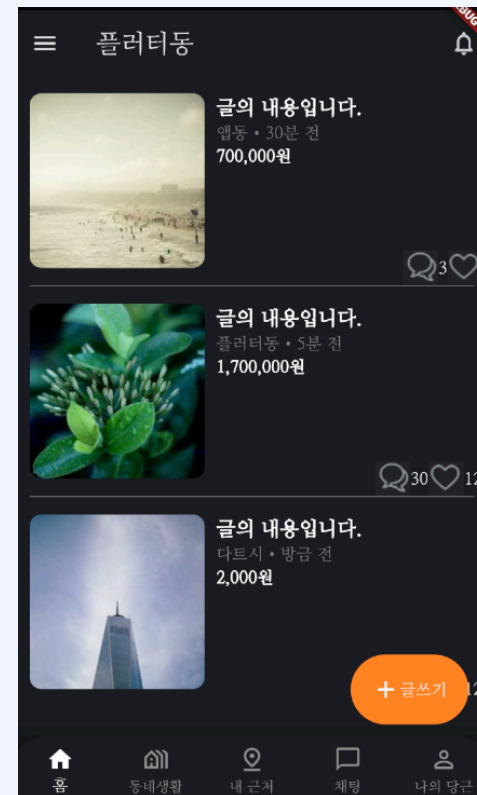 플러터동
글의 내용입니다.
앱동 • 30분 전
700,000원
3
글의 내용입니다.
플러터동 • 5분 전
1,700,000원
30 12
글의 내용입니다.
다트시 • 방금 전
2,000원
+ 글쓰기 12
홈 동네생활 내 근처 채팅 나의 당근